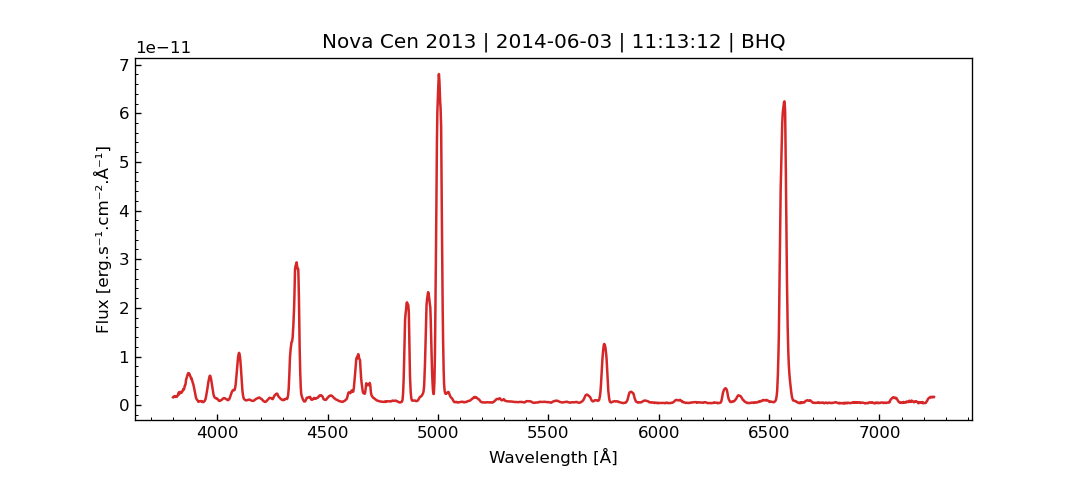 Nova Cen 2013 | 2014-06-03 | 11:13:12 | BHQ
1e−11
7
6
5
4
3
2
1
0
Flux [erg.s⁻¹.cm⁻².Å⁻¹]
4000 4500 5000 5500 6000 6500 7000
Wavelength [Å]